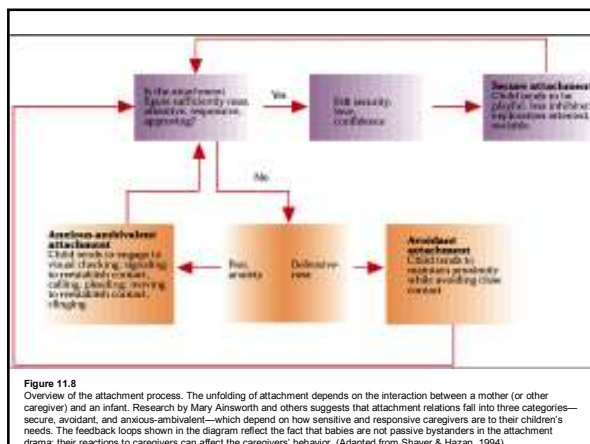 Is the attachment
figure sufficiently near,
attentive, responsive,
approving?
Yes
Felt security,
love,
confidence
Secure attachment
Child tends to be
playful, less inhibited,
exploration-oriented,
sociable
No
Anxious-ambivalent
attachment
Child tends to engage to
visual checking, signaling
to reestablish contact,
calling, pleading; moving
to reestablish contact,
clinging
Fear,
anxiety
Defensive-
ness
Avoidant
attachment
Child tends to
maintain proximity
while avoiding close
contact
Figure 11.8
Overview of the attachment process. The unfolding of attachment depends on the interaction between a mother (or other
caregiver) and an infant. Research by Mary Ainsworth and others suggests that attachment relations fall into three categories—
secure, avoidant, and anxious-ambivalent—which depend on how sensitive and responsive caregivers are to their children's
needs. The feedback loops shown in the diagram reflect the fact that babies are not passive bystanders in the attachment
drama; their reactions to caregivers can affect the caregivers' behavior. (Adapted from Shaver & Hazan, 1994)